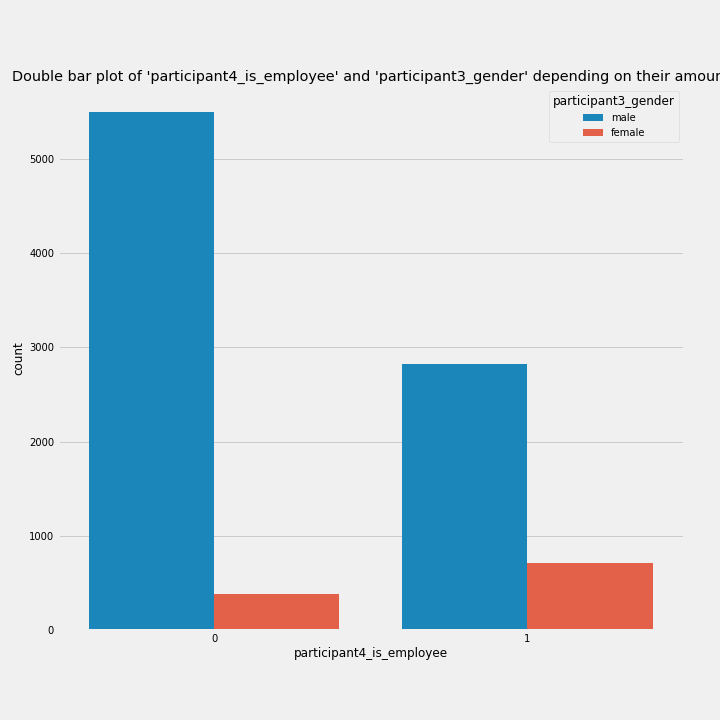 Double bar plot of 'participant4_is_employee' and 'participant3_gender' depending on their
participant3_gender
male
female
5000
4000
3000
2000
1000
0
count
0 1
participant4_is_employee